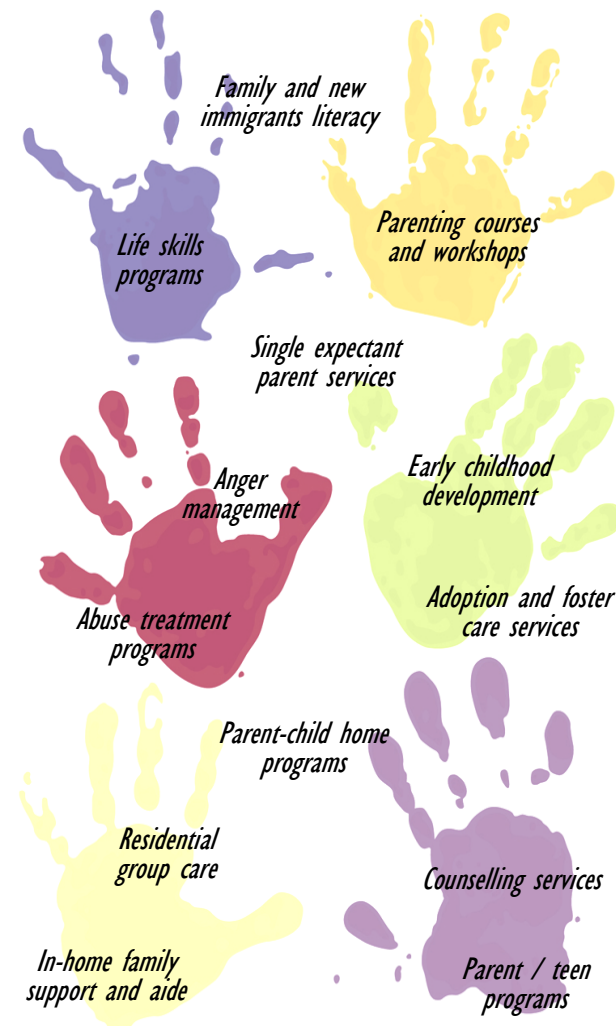 Family and new
immigrants literacy
Parenting courses
and workshops
Life skills
programs
Single expectant
parent services
Early childhood
development
Anger
management
Adoption and foster
care services
Abuse treatment
programs
Parent-child home
programs
Residential
group care
Counselling services
In-home family
support and aide
Parent / teen
programs